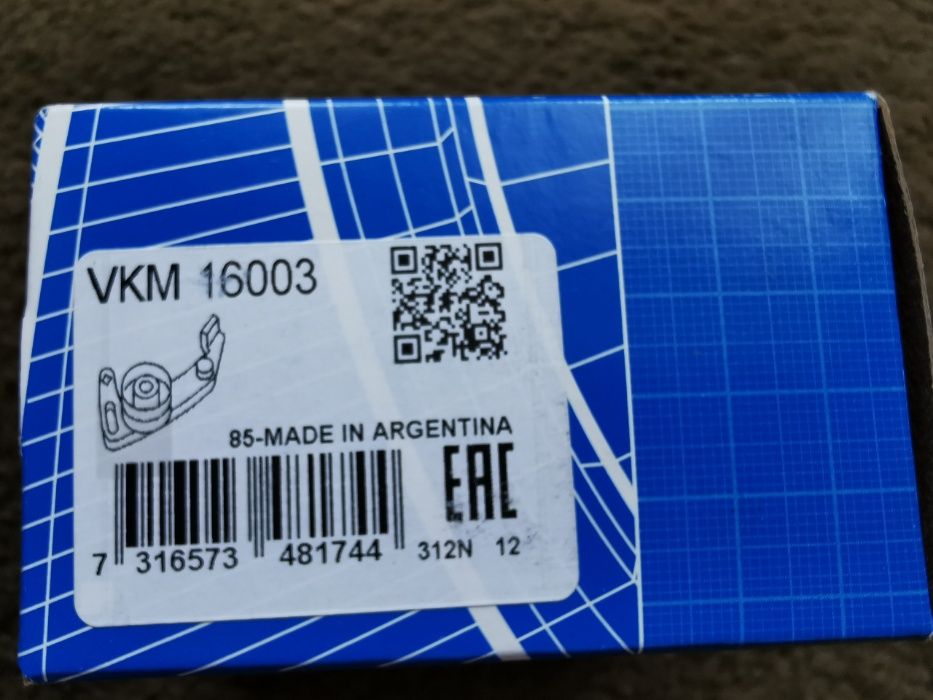 VKM 16003
85-MADE IN ARGENTINA
EAC
7 316573 481744 312N 12